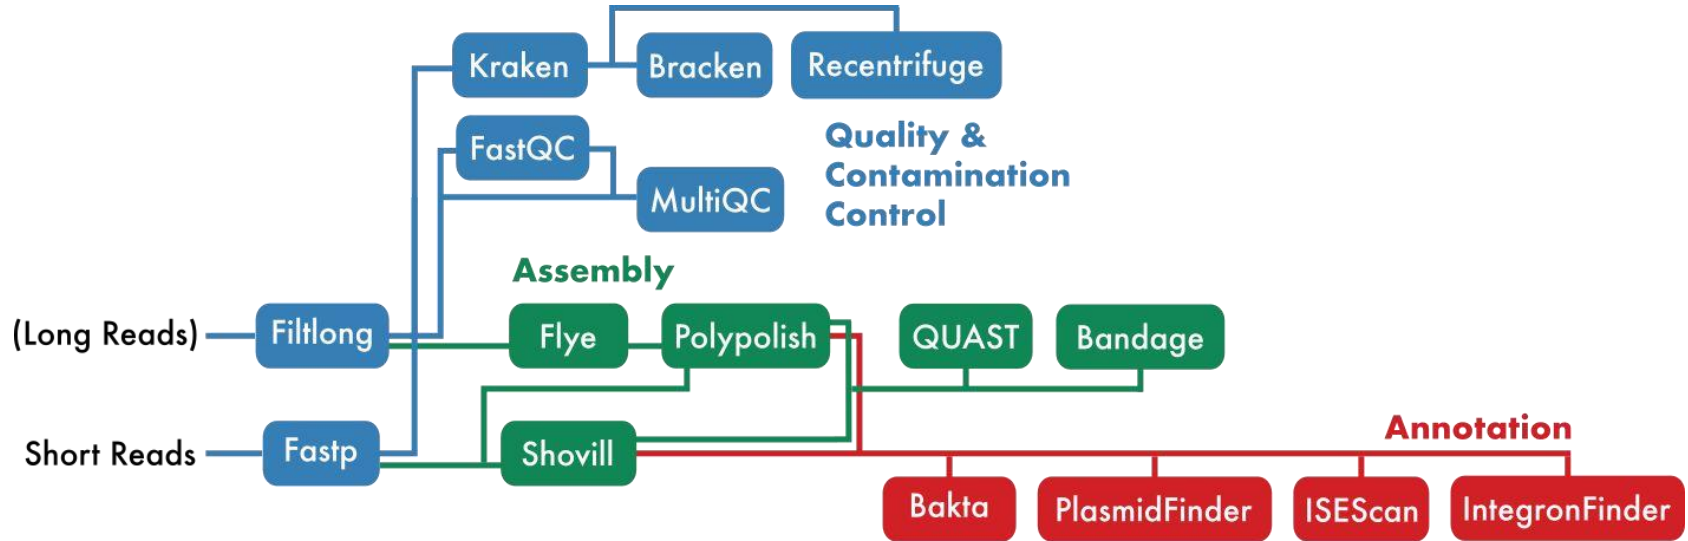 Kraken
Bracken
Recentrifuge
FastQC
MultiQC
Quality &
Contamination
Control
Assembly
(Long Reads)
Filtlong
Flye
Polypolish
QUAST
Bandage
Short Reads
Fastp
Shovill
Annotation
Bakta
PlasmidFinder
ISEScan
IntegronFinder